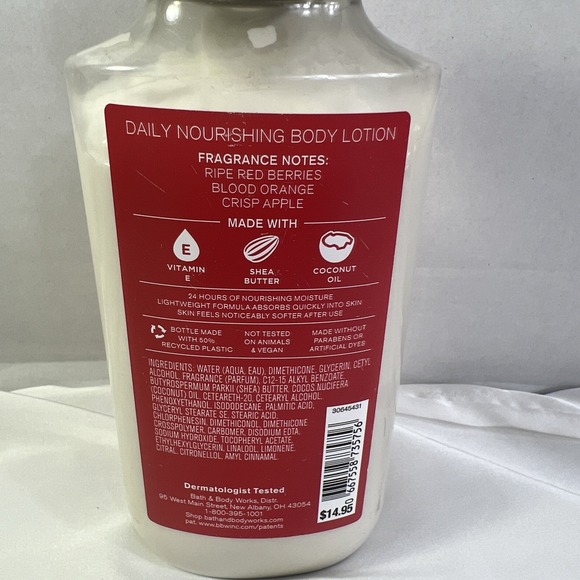 DAILY NOURISHING BODY LOTION
FRAGRANCE NOTES:
RIPE RED BERRIES
BLOOD ORANGE
CRISP APPLE
MADE WITH
E
VITAMIN
E
SHEA
BUTTER
COCONUT
OIL
24 HOURS OF NOURISHING MOISTURE
LIGHTWEIGHT FORMULA ABSORBS QUICKLY INTO SKIN
SKIN FEELS NOTICEABLY SOFTER AFTER USE
BOTTLE MADE
WITH 50%
RECYCLED PLASTIC
NOT TESTED
ON ANIMALS
& VEGAN
MADE WITHOUT
PARABENS OR
ARTIFICIAL DYES
INGREDIENTS: WATER (AQUA, EAU), DIMETHICONE, GLYCERIN, CETYL
ALCOHOL, FRAGRANCE (PARFUM), C12-15 ALKYL BENZOATE,
BUTYROSPERMUM PARKII (SHEA) BUTTER, COCOS NUCIFERA
(COCONUT) OIL, CETEARETH-20, CETEARYL ALCOHOL,
PHENOXYETHANOL, ISODODECANE, PALMITIC ACID,
GLYCERYL STEARATE SE, STEARIC ACID,
CHLORPHENESIN, DIMETHICONOL, DIMETHICONE
CROSSPOLYMER, CARBOMER, DISODIUM EDTA,
SODIUM HYDROXIDE, TOCOPHERYL ACETATE,
ETHYLHEXYLGLYCERIN, LINALOOL, LIMONENE,
CITRAL, CITRONELLOL, AMYL CINNAMAL.
30645431
0 667558 735756
$14.95
Dermatologist Tested
Bath & Body Works, Distr.
95 West Main Street, New Albany, OH 43054
1-800-395-1001
Shop bathandbodyworks.com
pat. www.bbwinc.com/patents